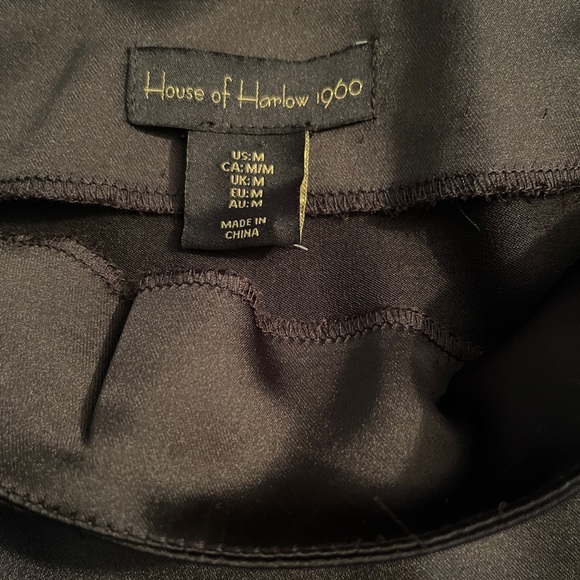 House of Harlow 1960
US:M
CA:M/M
UK:M
EU:M
AU:M
MADE IN
CHINA